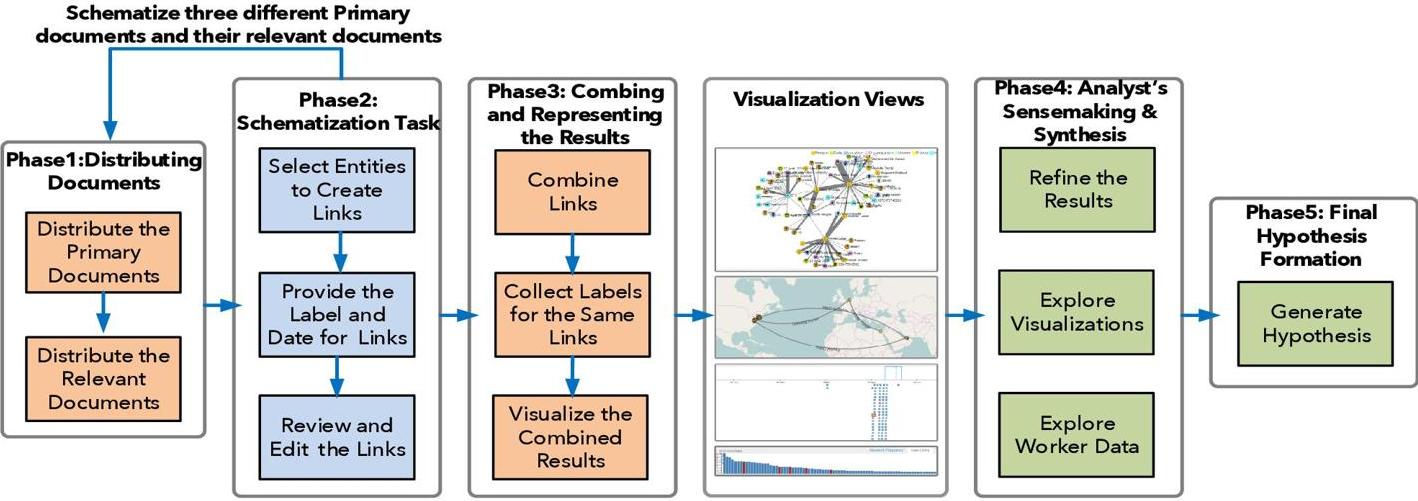 Schematize three different Primary
documents and their relevant documents
Phase1:Distributing
Documents
Distribute the
Primary
Documents
Distribute the
Relevant
Documents
Phase2:
Schematization Task
Select Entities
to Create
Links
Provide the
Label and
Date for Links
Review and
Edit the Links
Phase3: Combing
and Representing
the Results
Combine
Links
Collect Labels
for the Same
Links
Visualize the
Combined
Results
Visualization Views
Phase4: Analyst's
Sensemaking &
Synthesis
Refine the
Results
Explore
Visualizations
Explore
Worker Data
Phase5: Final
Hypothesis
Formation
Generate
Hypothesis